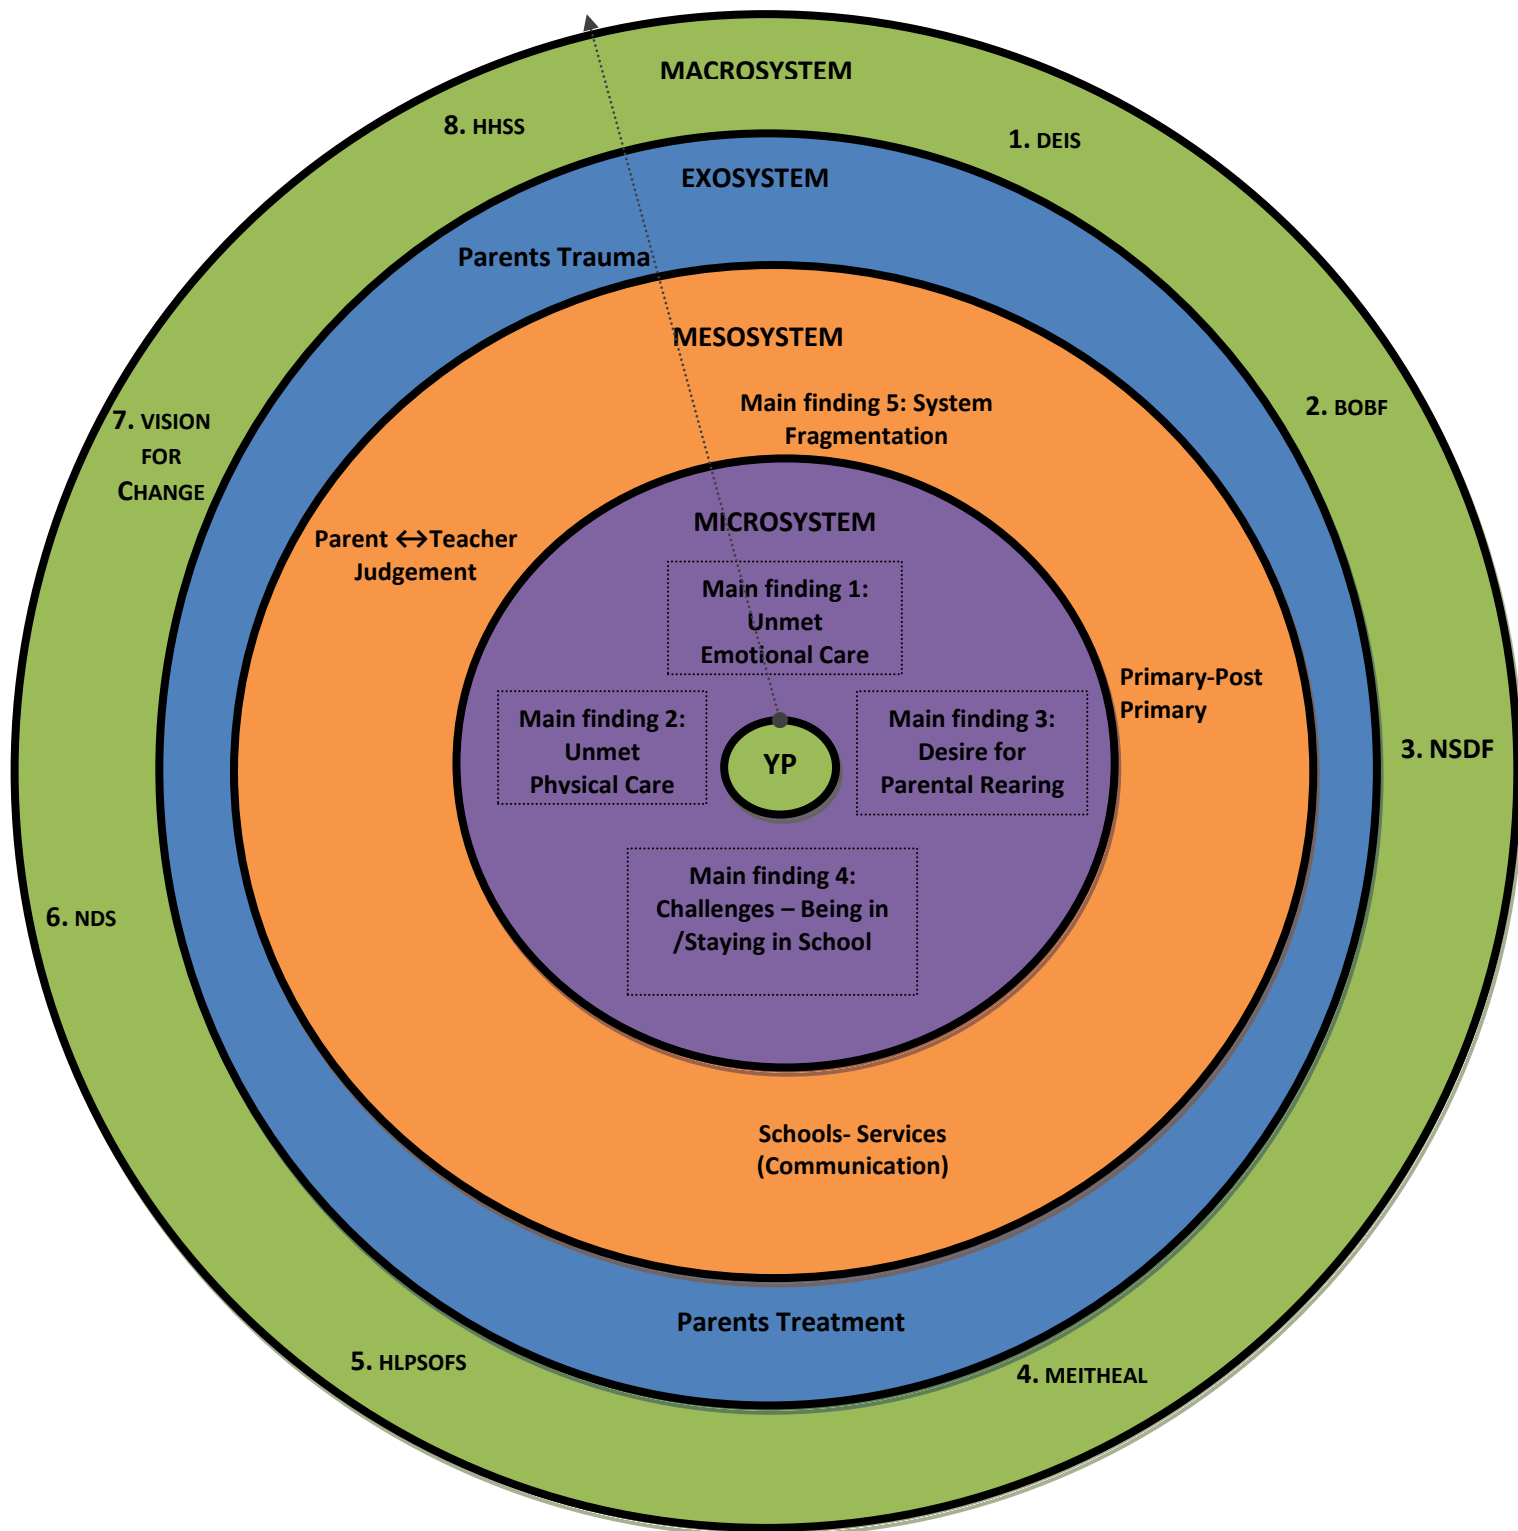 MACROSYSTEM
8. HHSS
1. DEIS
EXOSYSTEM
Parents Trauma
MESOSYSTEM
Main finding 5: System
Fragmentation
2. BOBF
7. VISION
FOR
CHANGE
Parent ↔Teacher
Judgement
MICROSYSTEM
Main finding 1:
Unmet
Emotional Care
Primary-Post
Primary
Main finding 2:
Unmet
Physical Care
YP
Main finding 3:
Desire for
Parental Rearing
3. NSDF
Main finding 4:
Challenges – Being in
/Staying in School
6. NDS
Schools- Services
(Communication)
Parents Treatment
5. HLPSOFS
4. MEITHEAL